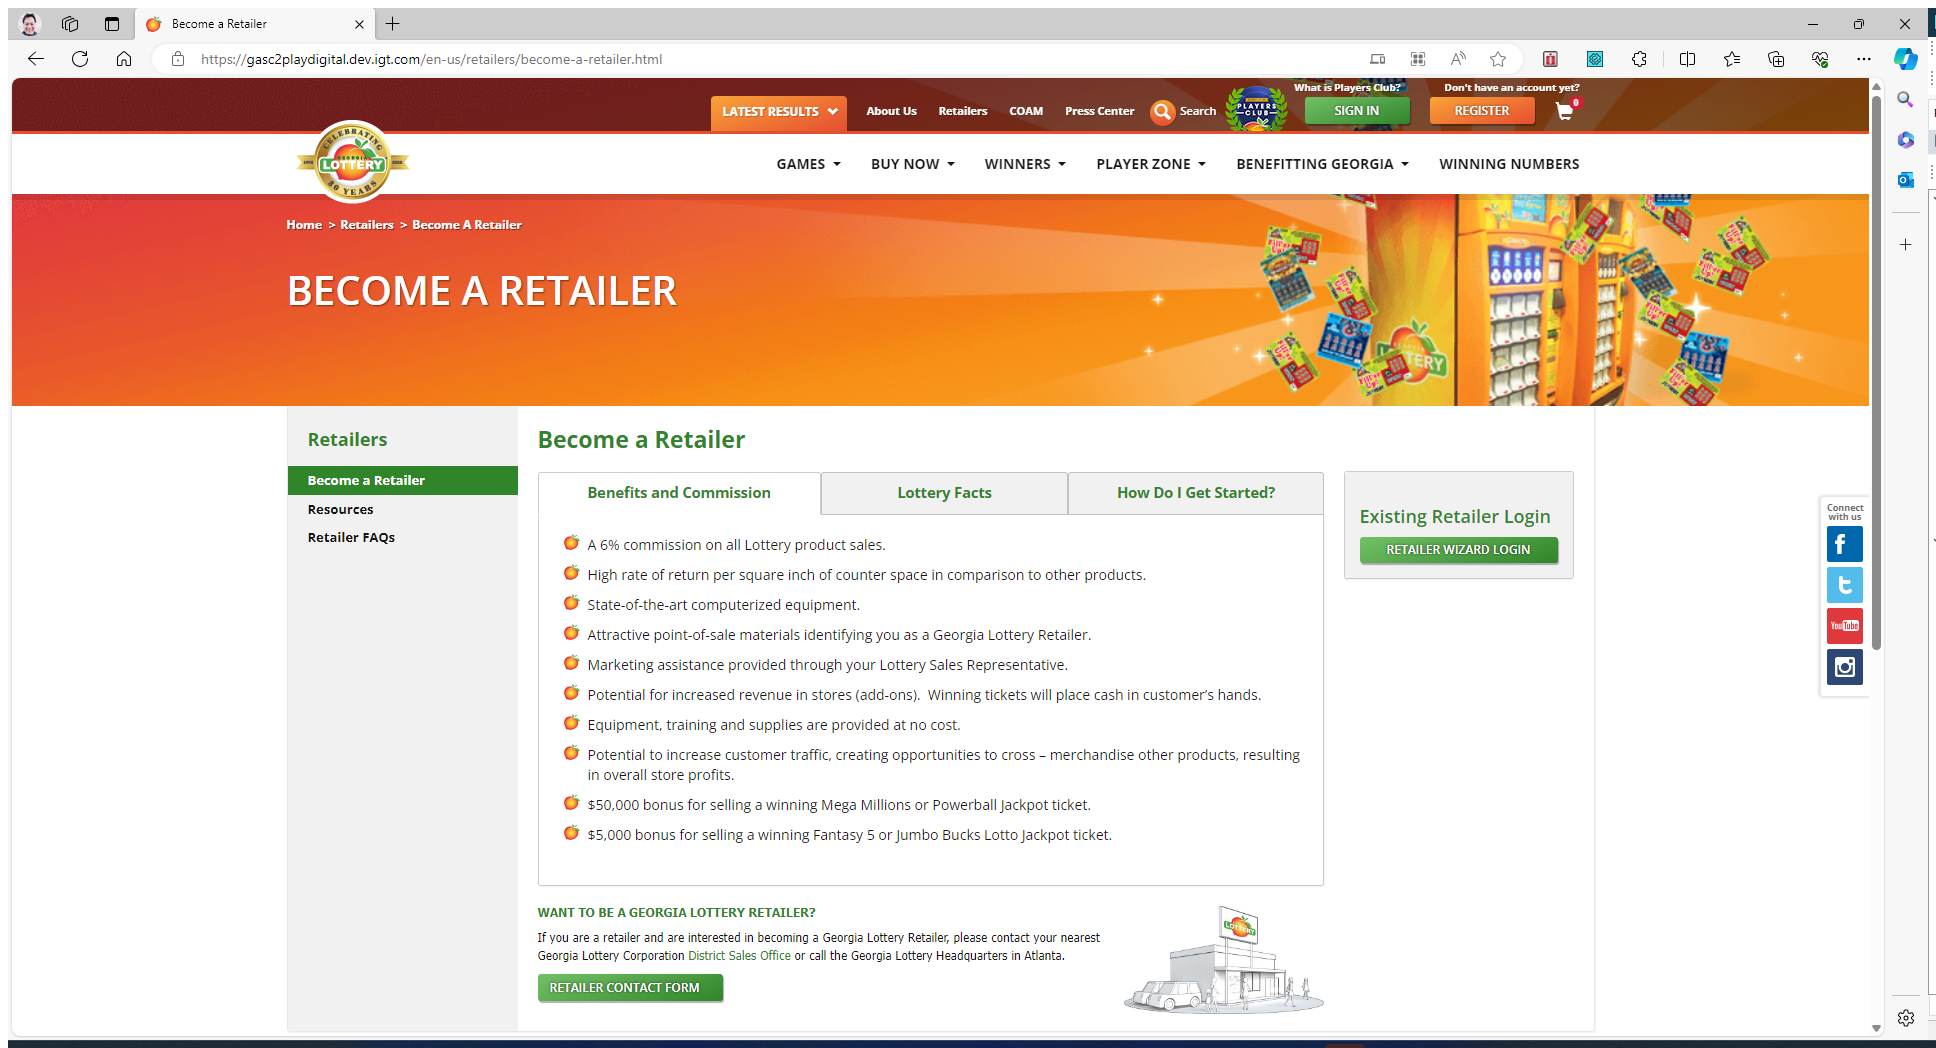 Become a Retailer
https://gasc2playdigital.dev.igt.com/en-us/retailers/become-a-retailer.html
What is Players Club?
Don't have an account yet?
LATEST RESULTS
About Us
Retailers
COAM
Press Center
Search
PLAYERS CLUB
SIGN IN
REGISTER
0
CELEBRATING
GEORGIA
LOTTERY
30 YEARS
GAMES
BUY NOW
WINNERS
PLAYER ZONE
BENEFITTING GEORGIA
WINNING NUMBERS
Home > Retailers > Become A Retailer
BECOME A RETAILER
LOTTERY
Retailers
Become a Retailer
Resources
Retailer FAQs
Become a Retailer
Benefits and Commission
Lottery Facts
How Do I Get Started?
A 6% commission on all Lottery product sales.
High rate of return per square inch of counter space in comparison to other products.
State-of-the-art computerized equipment.
Attractive point-of-sale materials identifying you as a Georgia Lottery Retailer.
Marketing assistance provided through your Lottery Sales Representative.
Potential for increased revenue in stores (add-ons).  Winning tickets will place cash in customer’s hands.
Equipment, training and supplies are provided at no cost.
Potential to increase customer traffic, creating opportunities to cross – merchandise other products, resulting
in overall store profits.
$50,000 bonus for selling a winning Mega Millions or Powerball Jackpot ticket.
$5,000 bonus for selling a winning Fantasy 5 or Jumbo Bucks Lotto Jackpot ticket.
Existing Retailer Login
RETAILER WIZARD LOGIN
Connect
with us
YouTube
WANT TO BE A GEORGIA LOTTERY RETAILER?
If you are a retailer and are interested in becoming a Georgia Lottery Retailer, please contact your nearest
Georgia Lottery Corporation District Sales Office or call the Georgia Lottery Headquarters in Atlanta.
RETAILER CONTACT FORM
LOTTERY